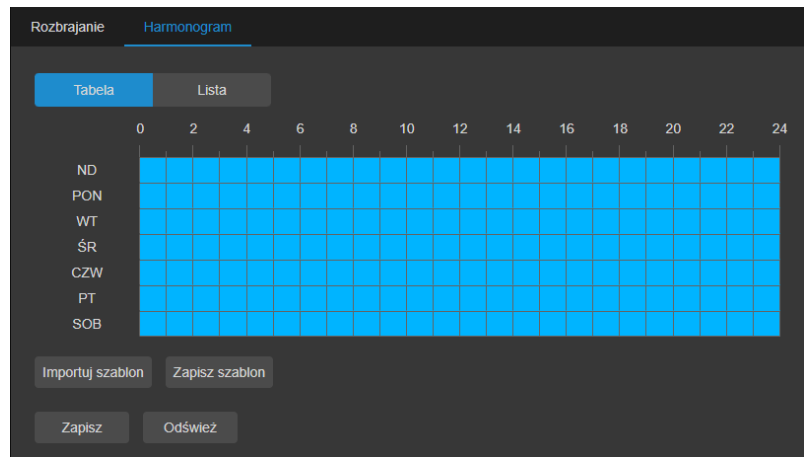 Rozbrajanie Harmonogram
Tabela Lista
0 2 4 6 8 10 12 14 16 18 20 22 24
ND
PON
WT
ŚR
CZW
PT
SOB
Importuj szablon Zapisz szablon
Zapisz Odśwież